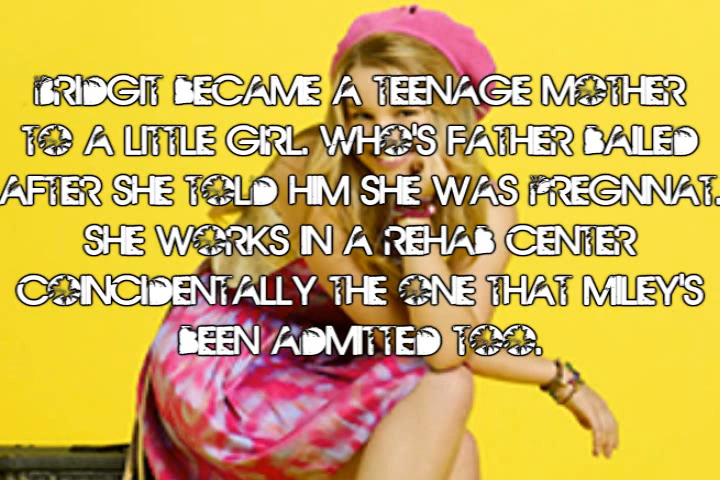 BRIDGIT BECAME A TEENAGE MOTHER
TO A LITTLE GIRL. WHO'S FATHER BAILED
AFTER SHE TOLD HIM SHE WAS PREGNNAT.
SHE WORKS IN A REHAB CENTER
COINCIDENTALLY THE ONE THAT MILEY'S
BEEN ADMITTED TOO.